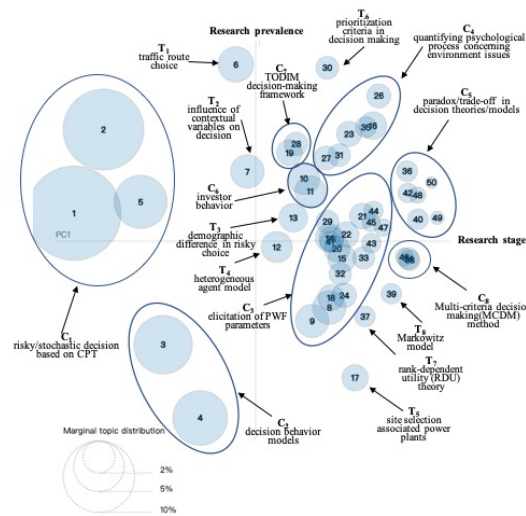 Research prevalence
T1
traffic route
choice
6
T6
prioritization
criteria in
decision making
30
C4
quantifying psychological
process concerning
environment issues
C7
TODIM
decision-making
framework
26
23
16
27
31
C5
paradox/trade-off in
decision theories/models
T2
influence of
contextual
variables on
decision
28
19
7
2
1
5
PC1
36
50
42
48
40
49
C6
investor
behavior
10
11
13
29
21
44
45
47
T3
demographic
difference in risky
choice
22
20
43
12
15
33
32
Research stage
T4
heterogeneous
agent model
C3
elicitation of PWF
parameters
18
24
8
9
37
39
C8
Multi-criteria decision
making(MCDM)
method
T8
Markowitz
model
C1
risky/stochastic decision
based on CPT
3
4
T7
rank-dependent
utility (RDU)
theory
17
C2
decision behavior
models
T5
site selection
associated power
plants
Marginal topic distribution
2%
5%
10%